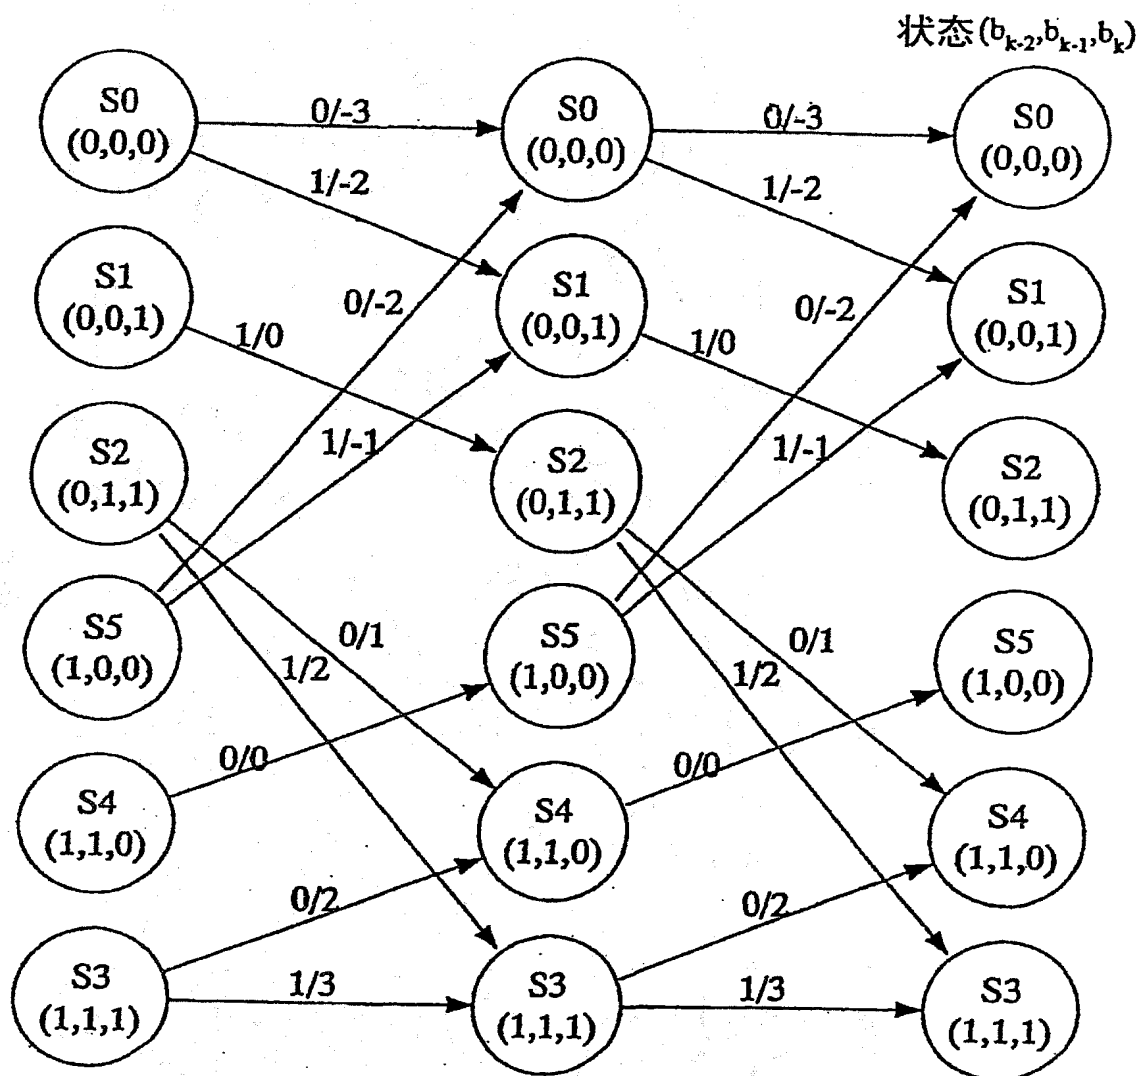 状态(b_{k-2},b_{k-1},b_k)
S0
(0,0,0)
0/-3
S0
(0,0,0)
0/-3
S0
(0,0,0)
1/-2
1/-2
S1
(0,0,1)
0/-2
S1
(0,0,1)
0/-2
S1
(0,0,1)
1/0
1/0
S2
(0,1,1)
1/-1
S2
(0,1,1)
1/-1
S2
(0,1,1)
S5
(1,0,0)
0/1
1/2
S5
(1,0,0)
0/1
1/2
S5
(1,0,0)
0/0
0/0
S4
(1,1,0)
S4
(1,1,0)
S4
(1,1,0)
0/2
0/2
S3
(1,1,1)
1/3
S3
(1,1,1)
1/3
S3
(1,1,1)